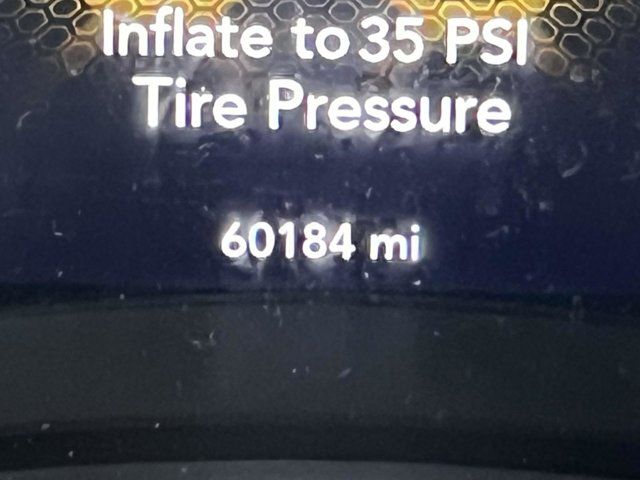 Inflate to 35 PSI
Tire Pressure
60184 mi